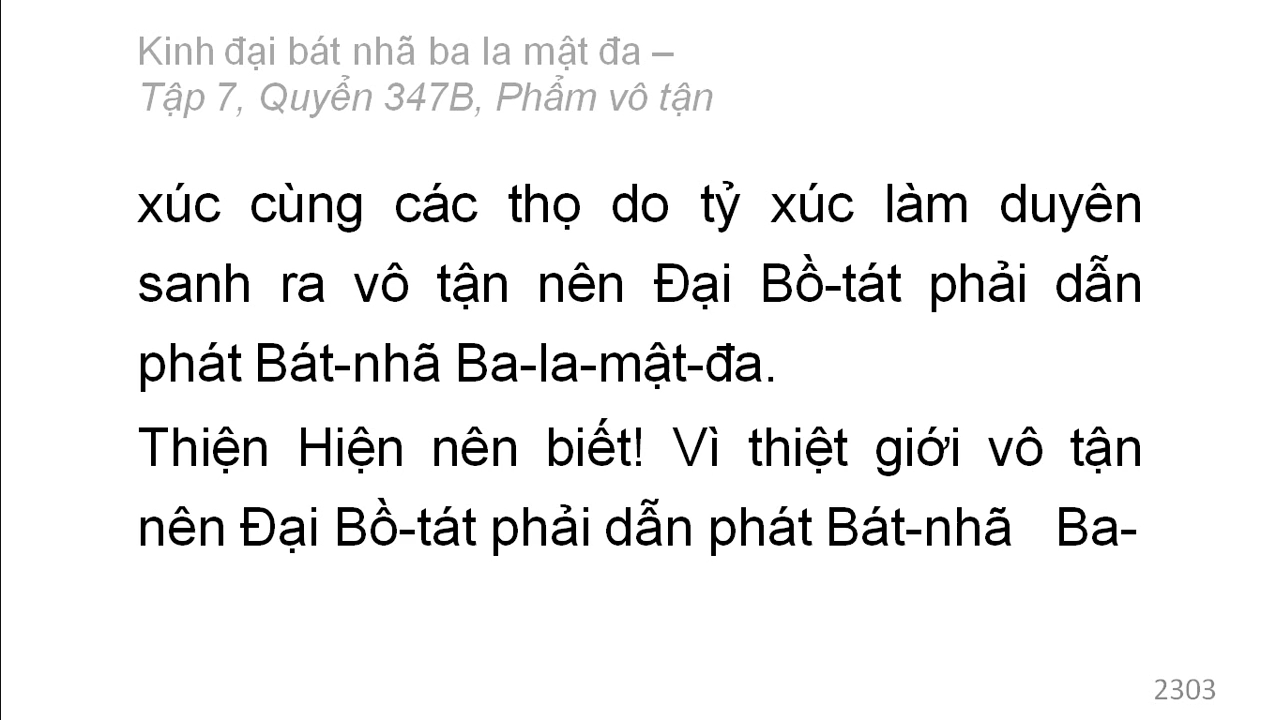 Kinh đại bát nhã ba la mật đa –
Tập 7, Quyển 347B, Phẩm vô tận
xúc cùng các thọ do tỷ xúc làm duyên
sanh ra vô tận nên Đại Bồ-tát phải dẫn
phát Bát-nhã Ba-la-mật-đa.
Thiện Hiện nên biết! Vì thiệt giới vô tận
nên Đại Bồ-tát phải dẫn phát Bát-nhã Ba-
2303